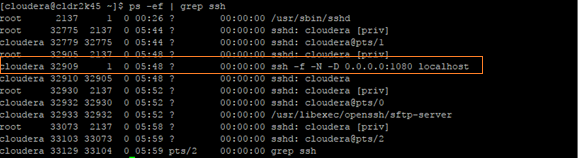 [cloudera@cldr2k45 ~]$ ps -ef | grep ssh
root 2137 1 0 00:26 ? 00:00:00 /usr/sbin/sshd
root 32775 2137 0 05:44 ? 00:00:00 sshd: cloudera [priv]
cloudera 32779 32775 0 05:44 ? 00:00:00 sshd: cloudera@pts/1
root 32905 2137 0 05:48 ? 00:00:00 sshd: cloudera [priv]
cloudera 32909 1 0 05:48 ? 00:00:00 ssh -f -N -D 0.0.0.0:1080 localhost
cloudera 32910 32905 0 05:48 ? 00:00:00 sshd: cloudera
root 32930 2137 0 05:52 ? 00:00:00 sshd: cloudera [priv]
cloudera 32932 32930 0 05:52 ? 00:00:00 sshd: cloudera@pts/0
cloudera 32933 32932 0 05:52 ? 00:00:00 /usr/libexec/openssh/sftp-server
root 33073 2137 0 05:58 ? 00:00:00 sshd: cloudera [priv]
cloudera 33103 33073 0 05:59 ? 00:00:00 sshd: cloudera@pts/2
cloudera 33129 33104 0 05:59 pts/2 00:00:00 grep ssh